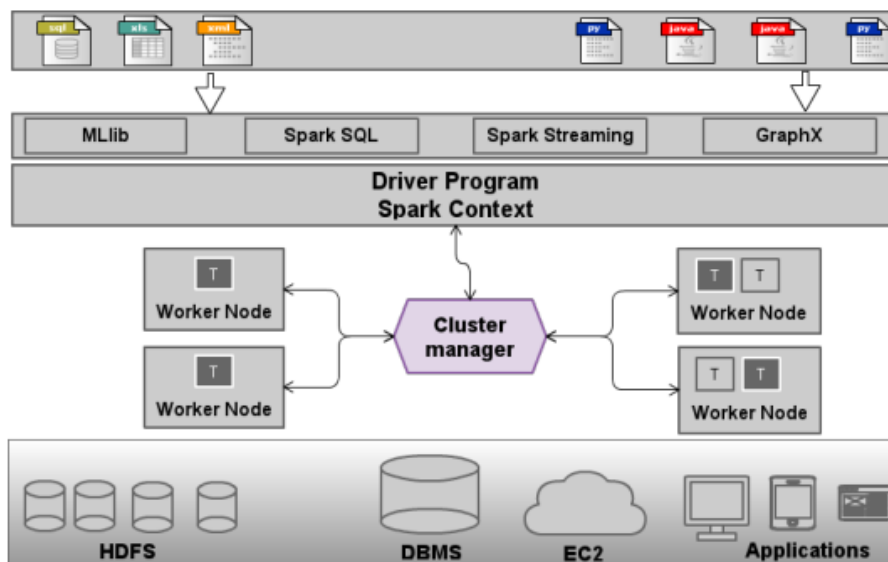 sql
xls
xml
py
java
java
py
MLlib
Spark SQL
Spark Streaming
GraphX
Driver Program
Spark Context
T
Worker Node
T
Worker Node
Cluster
manager
T T
Worker Node
T T
Worker Node
HDFS
DBMS
EC2
Applications